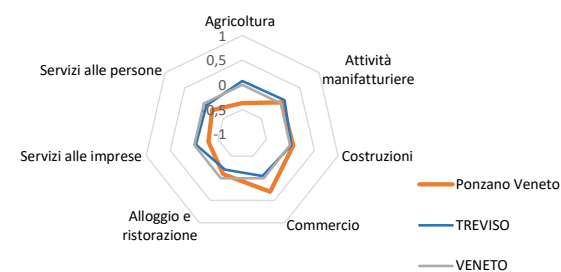 Agricoltura
1
0,5
0
-0,5
-1
Attività
manifatturiere
Costruzioni
Commercio
Alloggio e
ristorazione
Servizi alle imprese
Servizi alle persone
Ponzano Veneto
TREVISO
VENETO